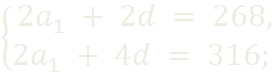 2a₁ + 2d = 268,
2a₁ + 4d = 316;